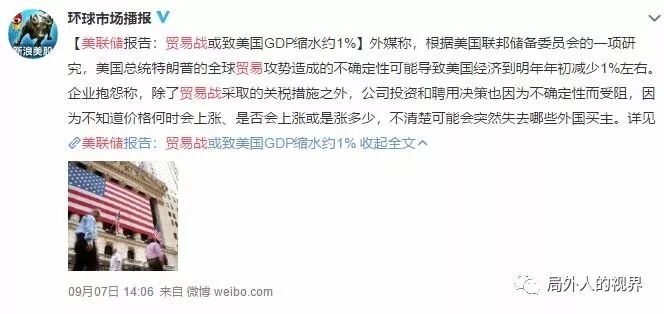 环球市场播报
新浪美股
【美联储报告：贸易战或致美国GDP缩水约1%】外媒称，根据美国联邦储备委员会的一项研
究，美国总统特朗普的全球贸易攻势造成的不确定性可能导致美国经济到明年年初减少1%左右。
企业抱怨称，除了贸易战采取的关税措施之外，公司投资和聘用决策也因为不确定性而受阻，因
为不知道价格何时会上涨、是否会上涨或是涨多少，不清楚可能会突然失去哪些外国买主。详见
美联储报告：贸易战或致美国GDP缩水约1% 收起全文
09月07日 14:06 来自 微博 weibo.com
局外人的视界